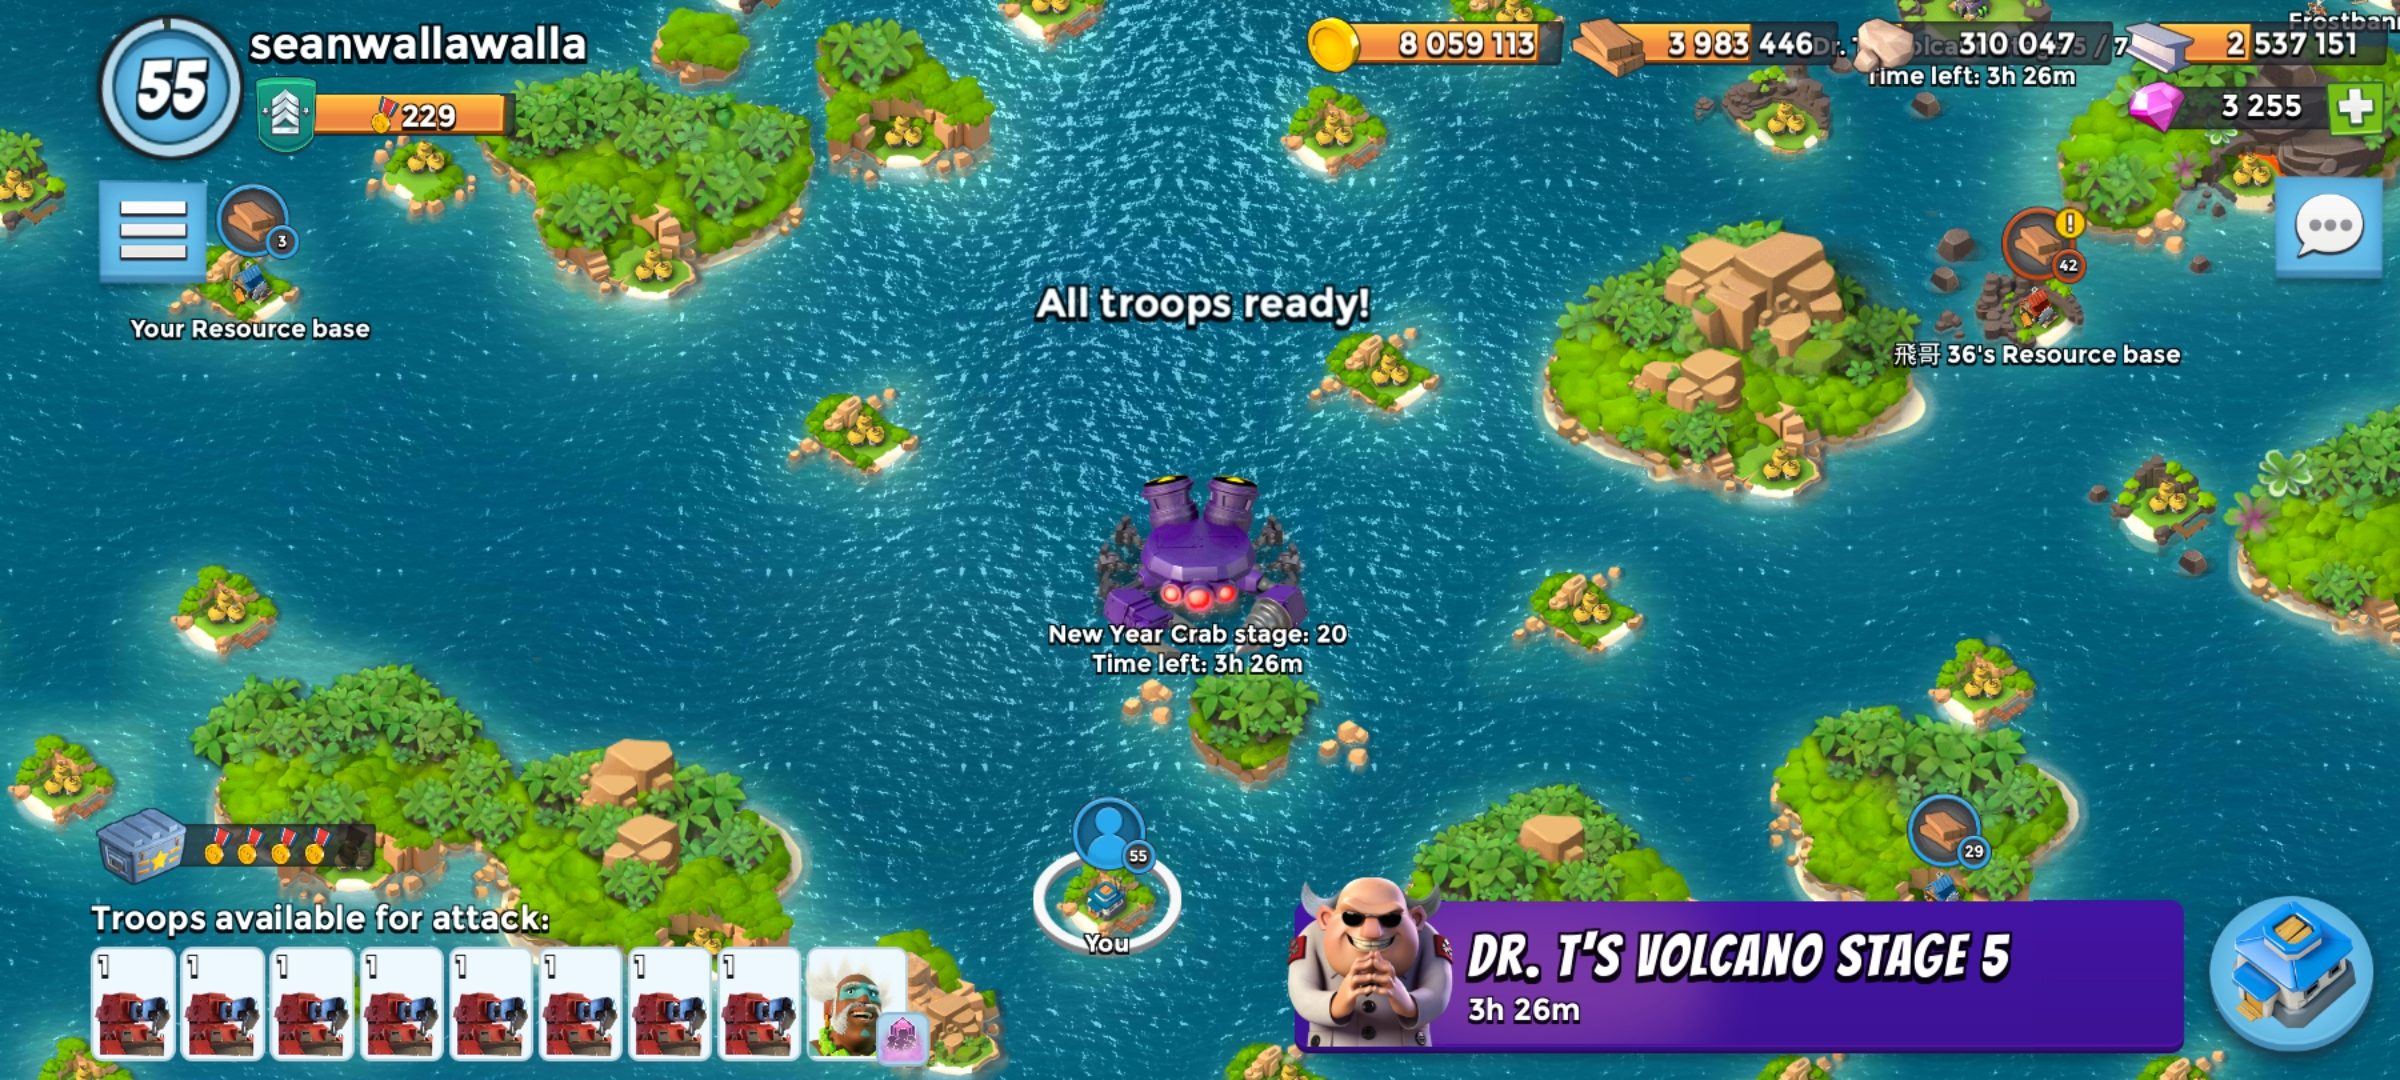 55
seanwallawalla
229
8 059 113
3 983 446
310 047
5 / 7
2 537 151
Time left: 3h 26m
3 255
3
Your Resource base
All troops ready!
!
42
飛哥 36's Resource base
New Year Crab stage: 20
Time left: 3h 26m
55
You
29
Troops available for attack:
1
1
1
1
1
1
1
1
DR. T'S VOLCANO STAGE 5
3h 26m